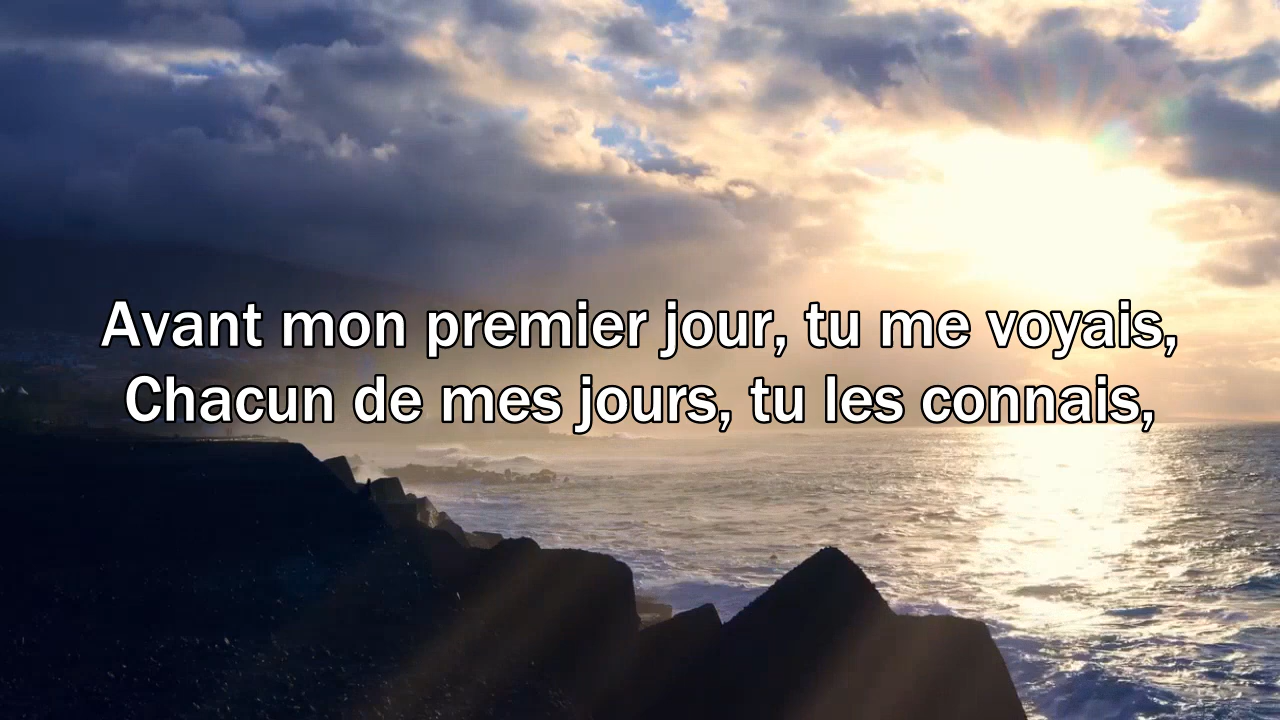 Avant mon premier jour, tu me voyais,
Chacun de mes jours, tu les connais,